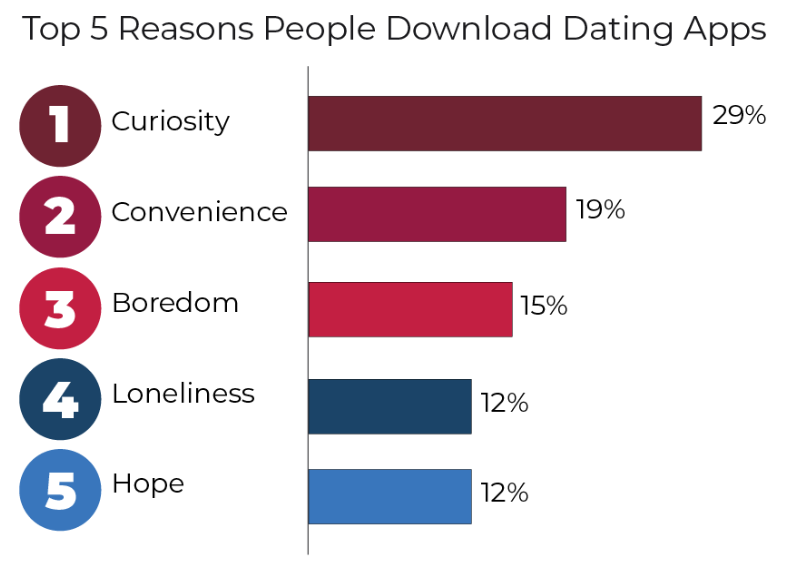 Top 5 Reasons People Download Dating Apps
1 Curiosity 29%
2 Convenience 19%
3 Boredom 15%
4 Loneliness 12%
5 Hope 12%